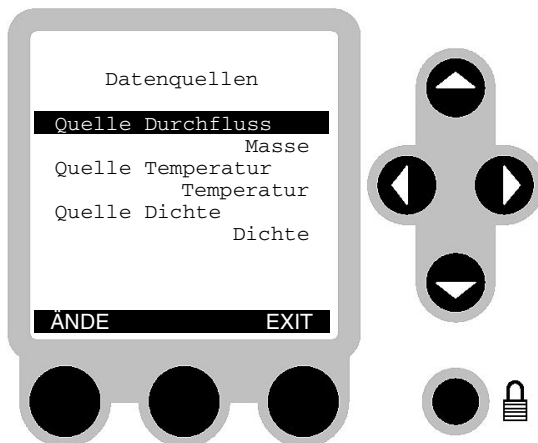 Datenquellen
Quelle Durchfluss
Masse
Quelle Temperatur
Temperatur
Quelle Dichte
Dichte
ÄNDE EXIT